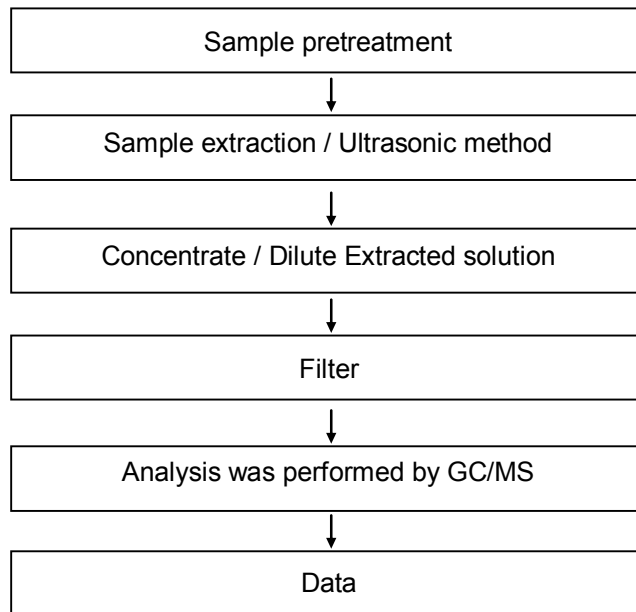 Sample pretreatment
Sample extraction / Ultrasonic method
Concentrate / Dilute Extracted solution
Filter
Analysis was performed by GC/MS
Data